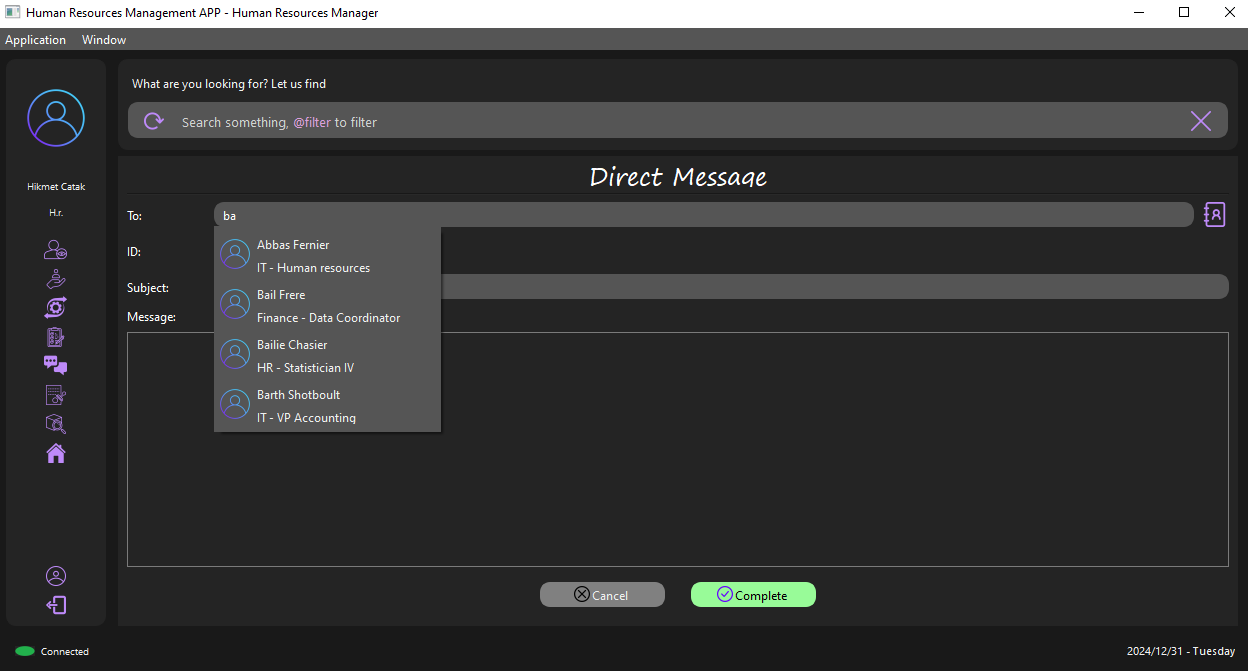 Human Resources Management APP - Human Resources Manager
Application Window
Hikmet Catak
H.r.
What are you looking for? Let us find
Search something, @filter to filter
Direct Message
To: ba
Abbas Fernier
IT - Human resources
Bail Frere
Finance - Data Coordinator
Bailie Chasier
HR - Statistician IV
Barth Shotboult
IT - VP Accounting
ID:
Subject:
Message:
Cancel Complete
Connected
2024/12/31 - Tuesday